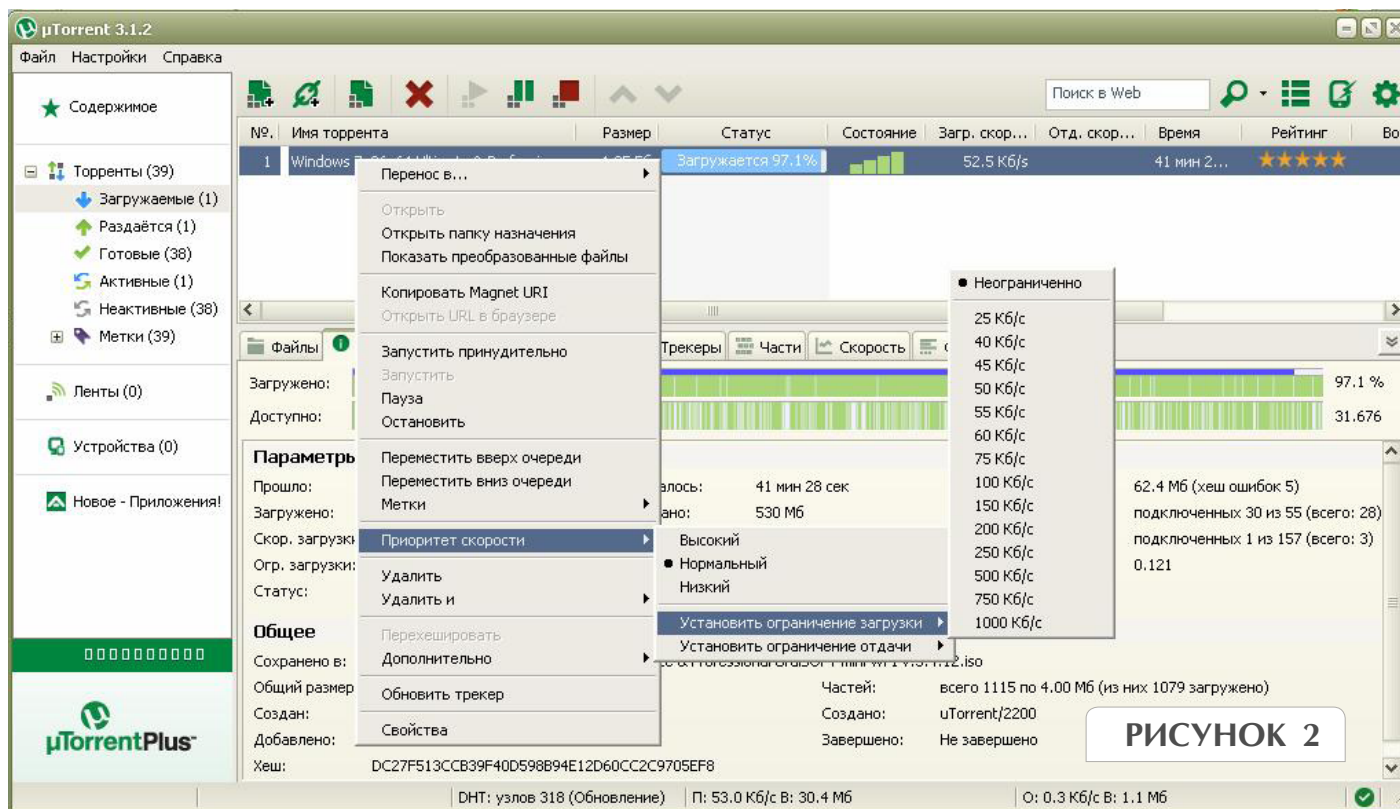 µTorrent 3.1.2
Файл Настройки Справка
Содержимое
Поиск в Web
№. Имя торрента Размер Статус Состояние Загр. скор... Отд. скор... Время Рейтинг Во
1 Windows Загружается 97.1% 52.5 Кб/s 41 мин 2...
Торренты (39)
Загружаемые (1)
Раздаётся (1)
Готовые (38)
Активные (1)
Неактивные (38)
Метки (39)
Ленты (0)
Устройства (0)
Новое - Приложения!
µTorrentPlus
Перенос в...
Открыть
Открыть папку назначения
Показать преобразованные файлы
Копировать Magnet URI
Открыть URL в браузере
Запустить принудительно
Запустить
Пауза
Остановить
Переместить вверх очереди
Переместить вниз очереди
Метки
Приоритет скорости
Удалить
Удалить и
Перехешировать
Дополнительно
Обновить трекер
Свойства
Высокий
Нормальный
Низкий
Установить ограничение загрузки
Установить ограничение отдачи
Неограниченно
25 Кб/с
40 Кб/с
45 Кб/с
50 Кб/с
55 Кб/с
60 Кб/с
75 Кб/с
100 Кб/с
150 Кб/с
200 Кб/с
250 Кб/с
500 Кб/с
750 Кб/с
1000 Кб/с
Файлы Трекеры Части Скорость
Загружено: 97.1 %
Доступно: 31.676
Параметры
Прошло: 41 мин 28 сек 62.4 Мб (хеш ошибок 5)
Загружено: 530 Мб подключенных 30 из 55 (всего: 28)
Скор. загрузки подключенных 1 из 157 (всего: 3)
Огр. загрузки: 0.121
Статус:
Общее
Сохранено в:
Общий размер Частей: всего 1115 по 4.00 Мб (из них 1079 загружено)
Создан: Создано: uTorrent/2200
Добавлено: Завершено: Не завершено
Хеш: DC27F513CCB39F40D598B94E12D60CC2C9705EF8
РИСУНОК 2
DHT: узлов 318 (Обновление) П: 53.0 Кб/с В: 30.4 Мб О: 0.3 Кб/с В: 1.1 Мб